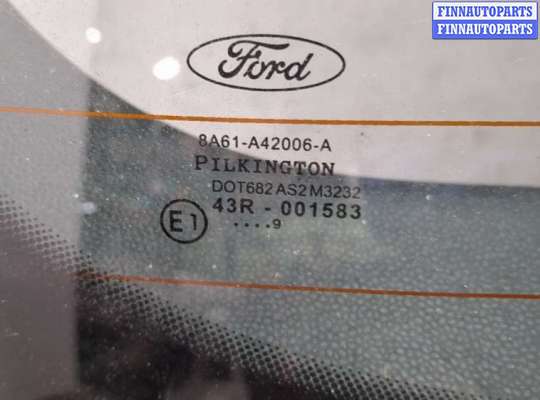 FINNAUTOPARTS
FINNAUTOPARTS
Ford
8A61-A42006-A
PILKINGTON
DOT682 AS2 M3232
43R - 001583
E1
....9